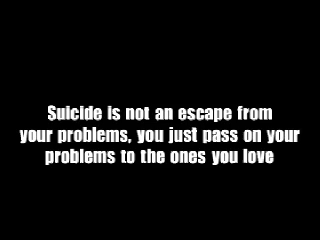 Suicide is not an escape from
your problems, you just pass on your
problems to the ones you love